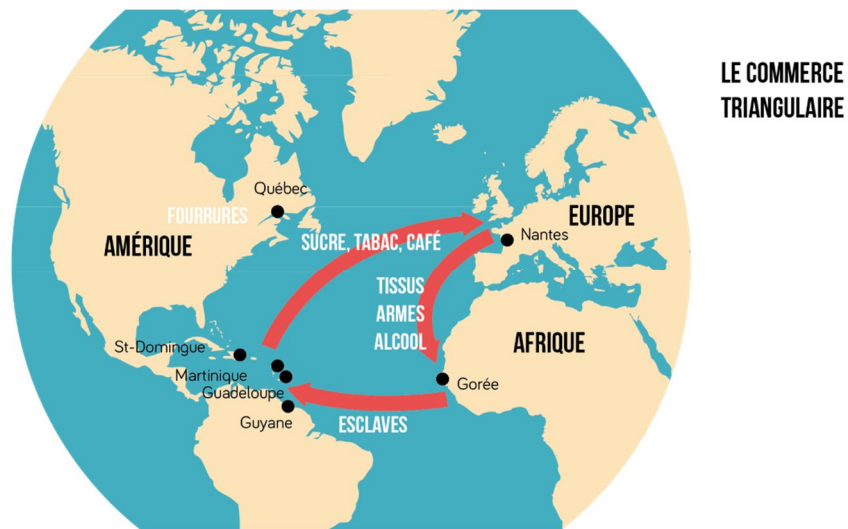 LE COMMERCE
TRIANGULAIRE
Québec
FOURRURES
AMÉRIQUE
EUROPE
Nantes
SUCRE, TABAC, CAFÉ
TISSUS
ARMES
ALCOOL
AFRIQUE
St-Domingue
Martinique
Guadeloupe
Guyane
Gorée
ESCLAVES